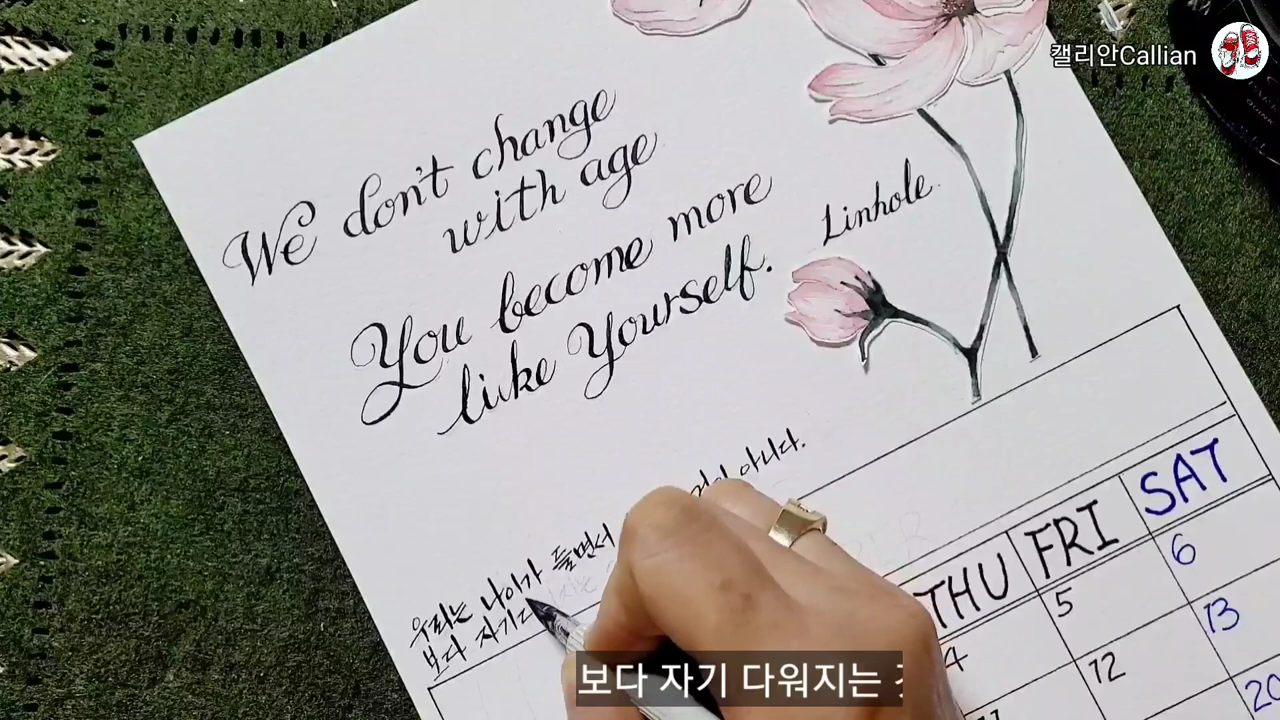 캘리안Callian
We don't change
with age
You become more
like Yourself.
Linhole.
우리는 나이가 들면서
아니다.
보다 자기다
THU FRI SAT
4 5 6
11 12 13
20
보다 자기 다워지는